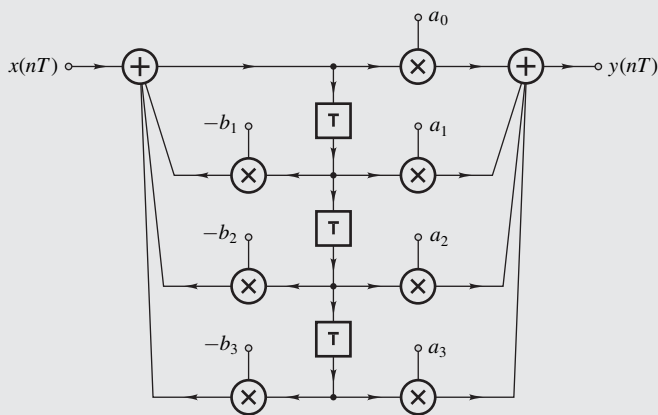 a₀
x(nT) y(nT)
T
−b₁ a₁
T
−b₂ a₂
T
−b₃ a₃